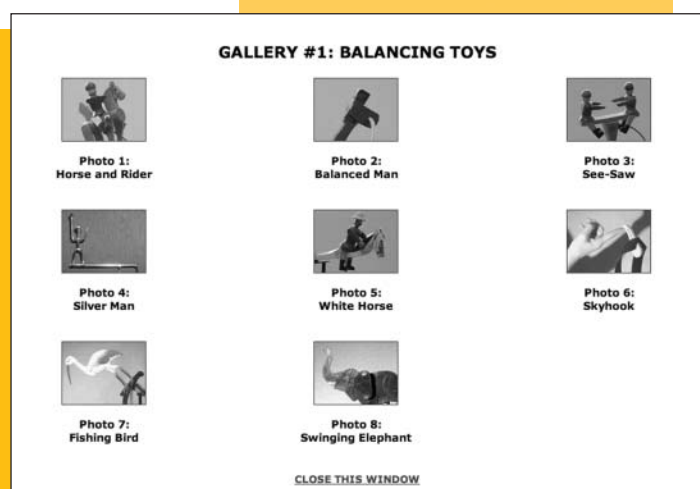 GALLERY #1: BALANCING TOYS
Photo 1:
Horse and Rider
Photo 2:
Balanced Man
Photo 3:
See-Saw
Photo 4:
Silver Man
Photo 5:
White Horse
Photo 6:
Skyhook
Photo 7:
Fishing Bird
Photo 8:
Swinging Elephant
CLOSE THIS WINDOW